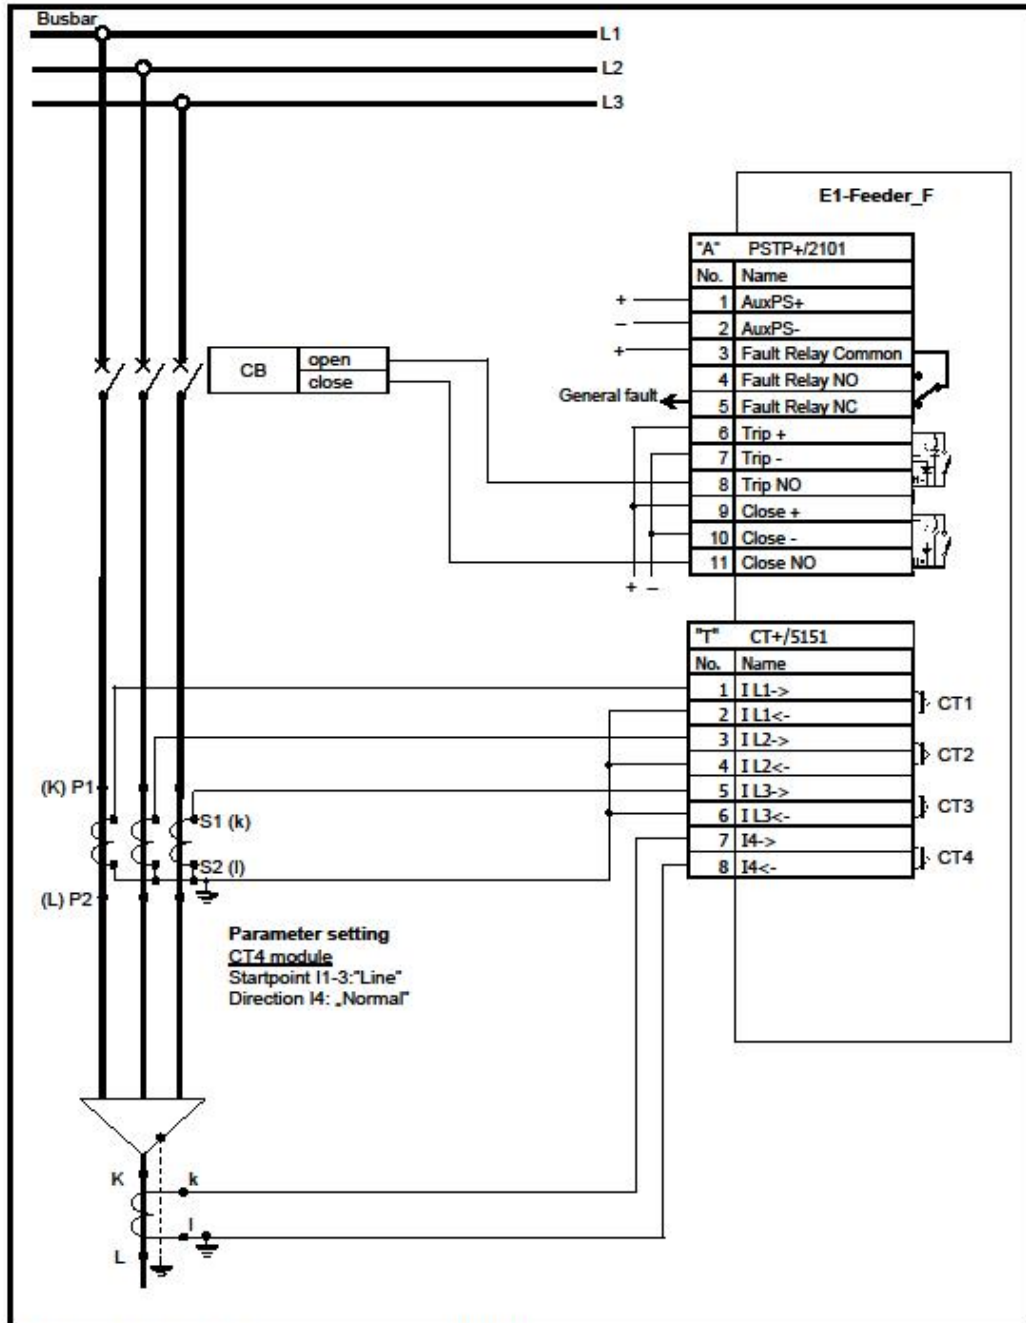 Busbar
L1
L2
L3
E1-Feeder_F
"A" PSTP+/2101
No. Name
+ 1 AuxPS+
– 2 AuxPS-
+ 3 Fault Relay Common
4 Fault Relay NO
General fault 5 Fault Relay NC
6 Trip +
7 Trip -
8 Trip NO
9 Close +
10 Close -
11 Close NO
+ –
CB open
close
"T" CT+/5151
No. Name
1 I L1->
2 I L1<-
CT1
3 I L2->
4 I L2<-
CT2
5 I L3->
6 I L3<-
CT3
7 I4->
8 I4<-
CT4
(K) P1
S1 (k)
S2 (l)
(L) P2
Parameter setting
CT4 module
Startpoint I1-3:"Line"
Direction I4: „Normal"
K k
l
L